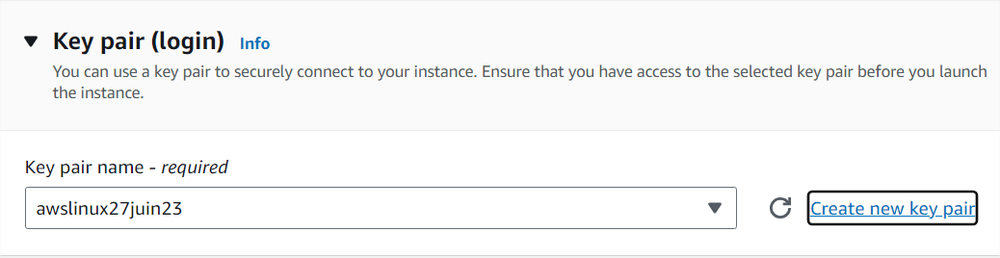 Key pair (login) Info
You can use a key pair to securely connect to your instance. Ensure that you have access to the selected key pair before you launch
the instance.
Key pair name - required
awslinux27juin23
Create new key pair